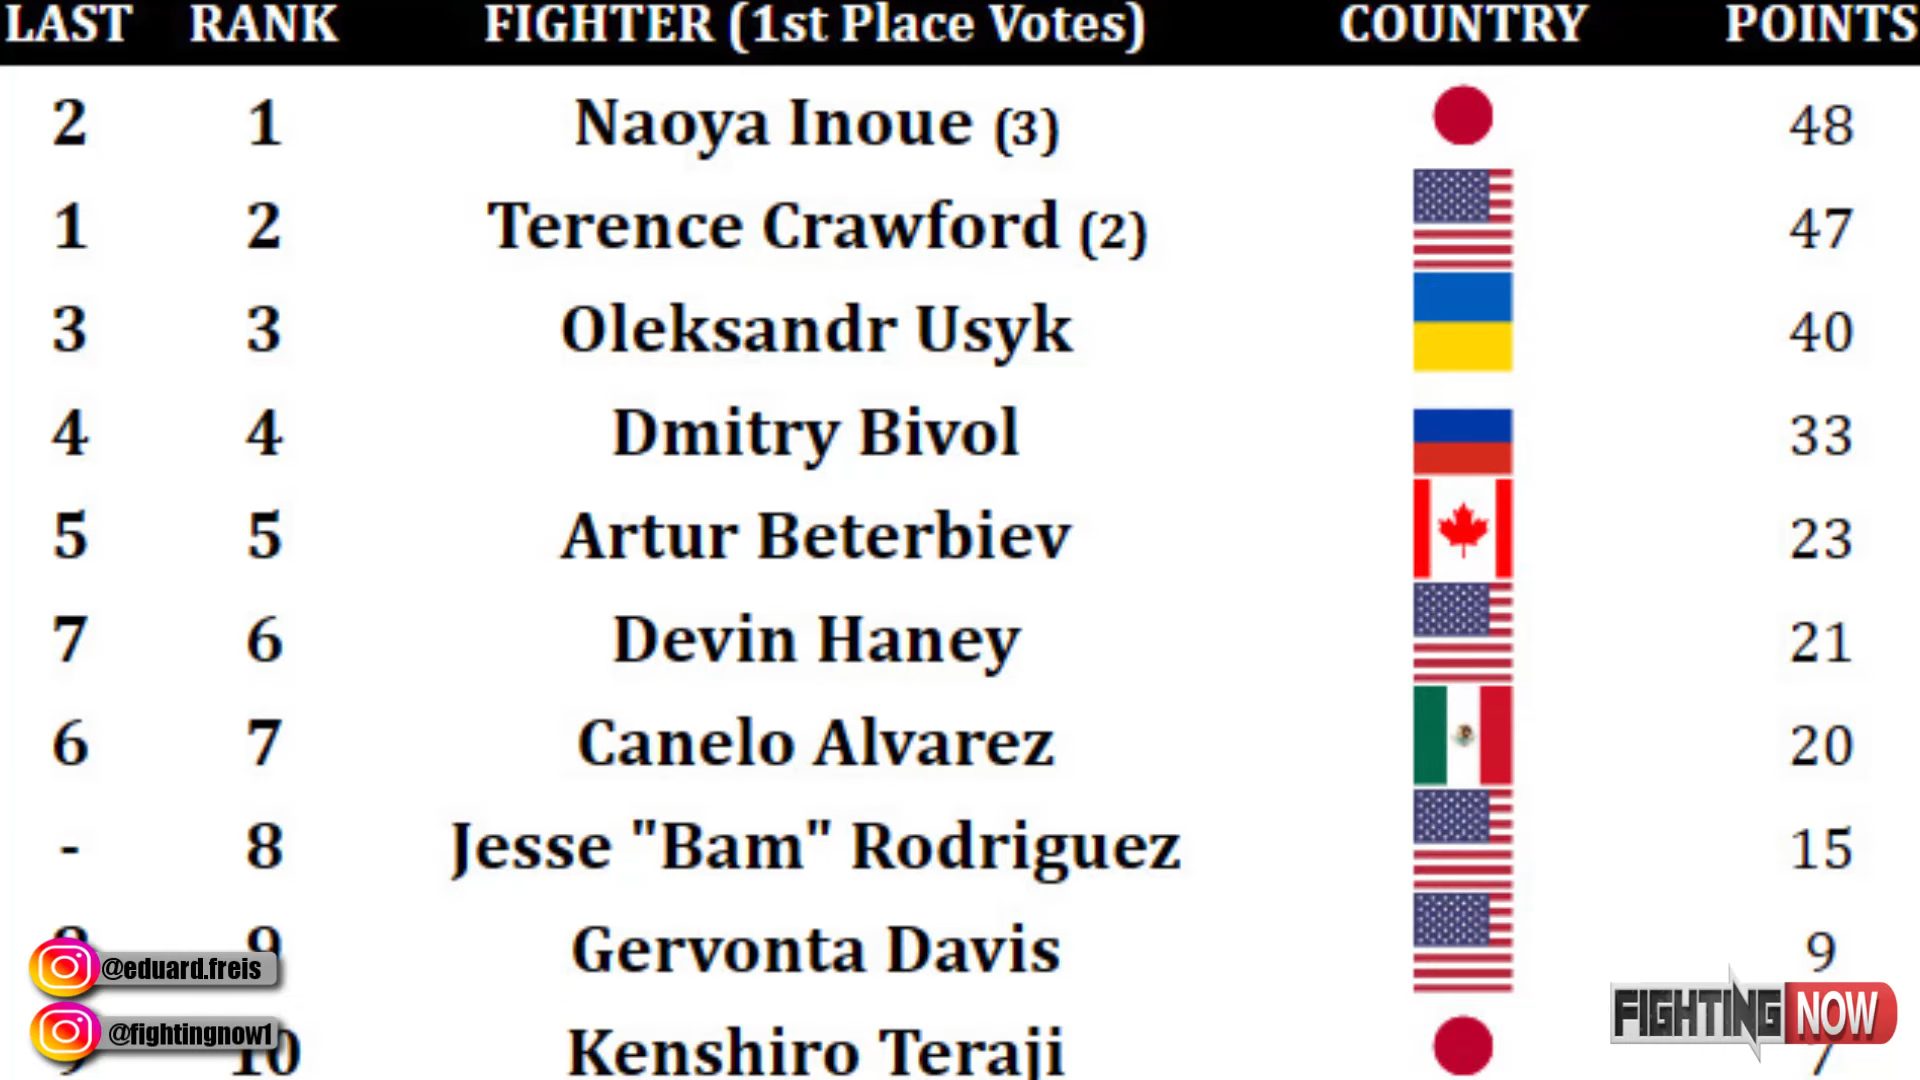 LAST RANK FIGHTER (1st Place Votes) COUNTRY POINTS
2 1 Naoya Inoue (3) 48
1 2 Terence Crawford (2) 47
3 3 Oleksandr Usyk 40
4 4 Dmitry Bivol 33
5 5 Artur Beterbiev 23
7 6 Devin Haney 21
6 7 Canelo Alvarez 20
- 8 Jesse "Bam" Rodriguez 15
9 Gervonta Davis 9
@eduard.freis
10 Kenshiro Teraji
@fightingnow1
FIGHTING NOW